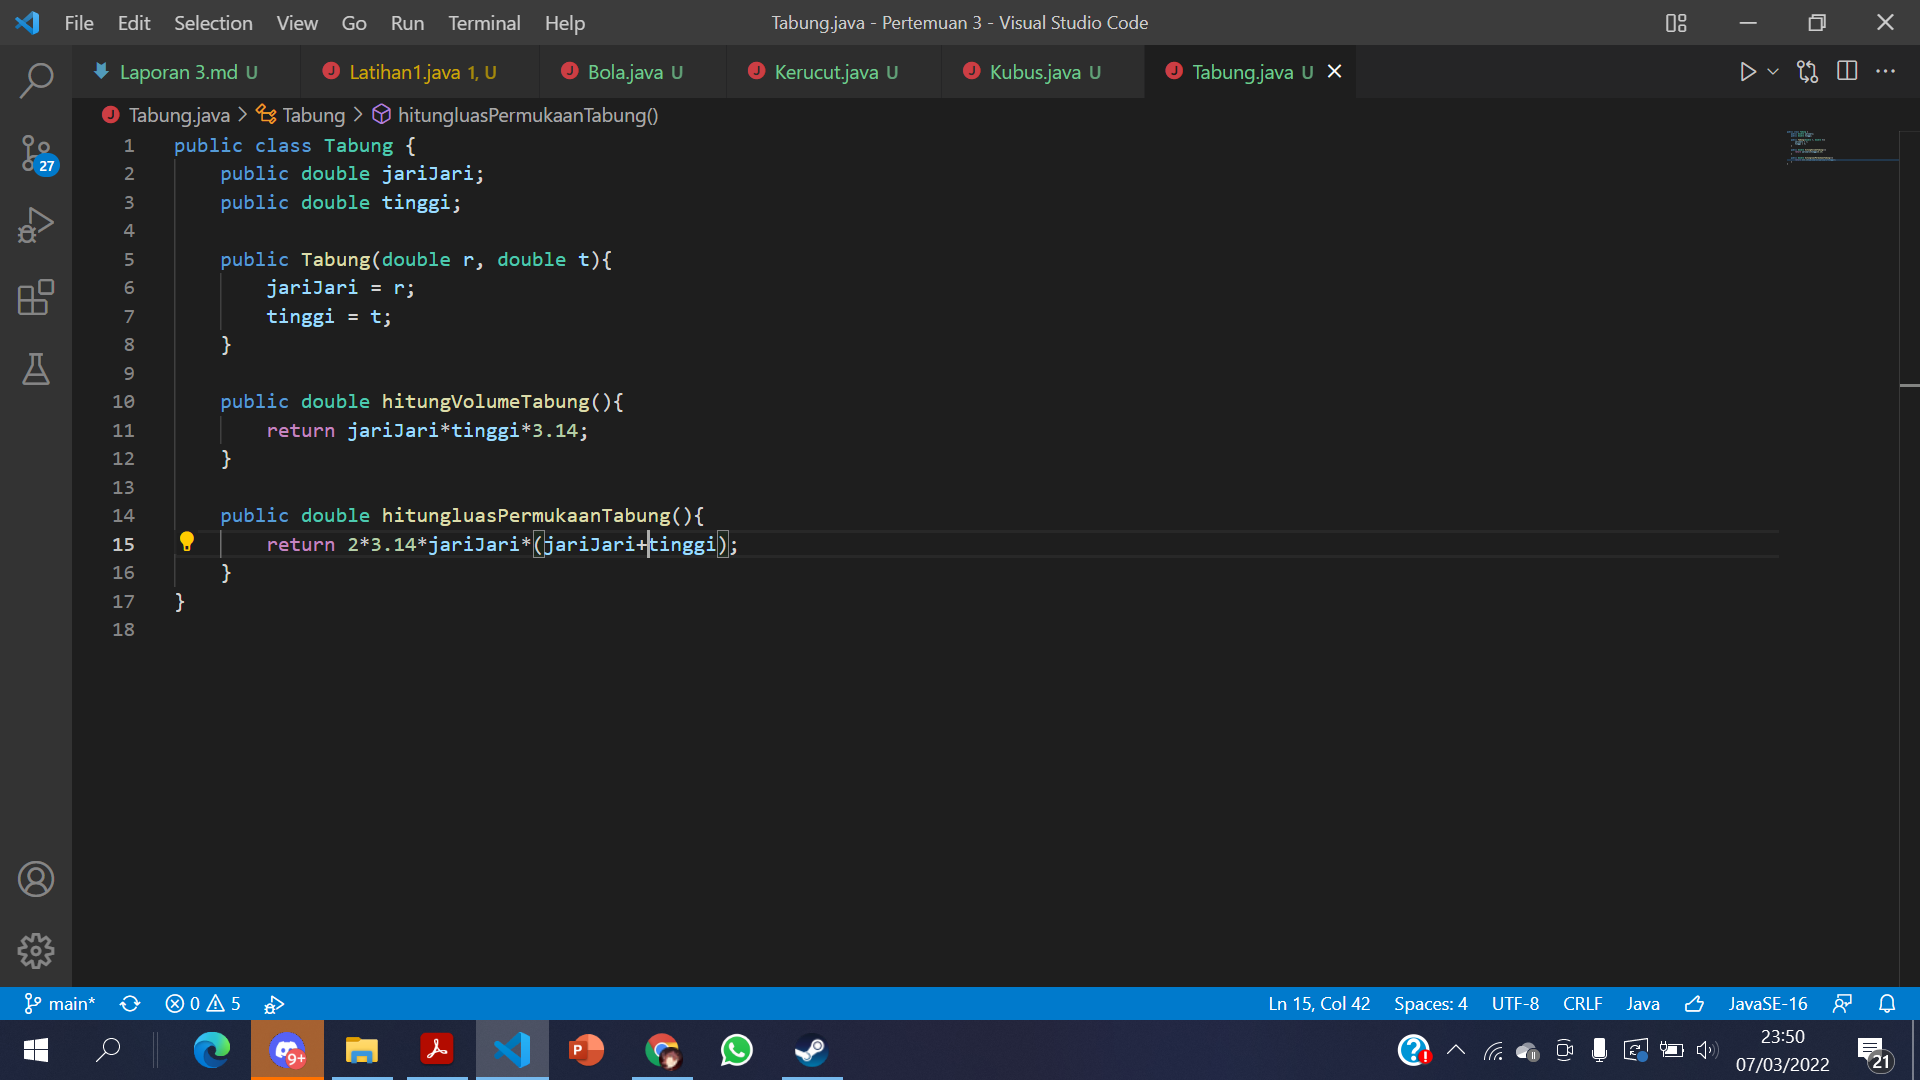 File Edit Selection View Go Run Terminal Help
Tabung.java - Pertemuan 3 - Visual Studio Code
Laporan 3.md U
Latihan1.java 1, U
Bola.java U
Kerucut.java U
Kubus.java U
Tabung.java U
Tabung.java > Tabung > hitungluasPermukaanTabung()
27
1 public class Tabung {
2 public double jariJari;
3 public double tinggi;
4
5 public Tabung(double r, double t){
6 jariJari = r;
7 tinggi = t;
8 }
9
10 public double hitungVolumeTabung(){
11 return jariJari*tinggi*3.14;
12 }
13
14 public double hitungluasPermukaanTabung(){
15 return 2*3.14*jariJari*(jariJari+tinggi);
16 }
17 }
18
main* 0 5 Ln 15, Col 42 Spaces: 4 UTF-8 CRLF Java JavaSE-16
9+
23:50
07/03/2022
21